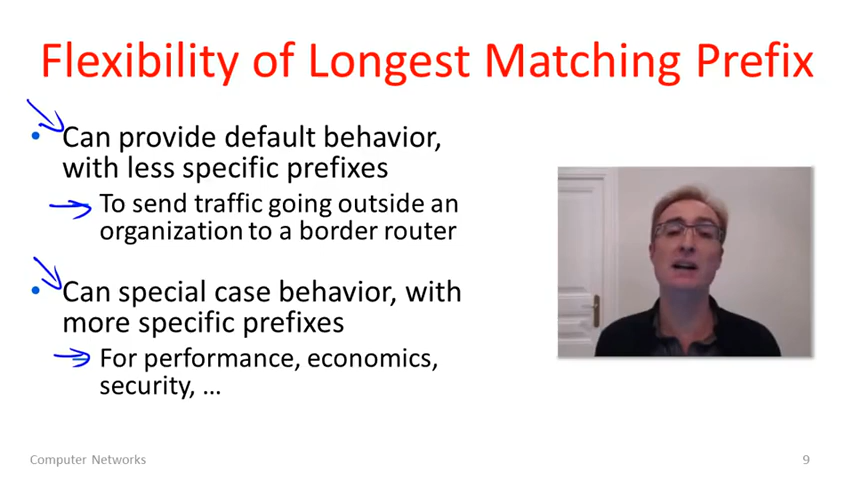 Flexibility of Longest Matching Prefix
• Can provide default behavior,
with less specific prefixes
To send traffic going outside an
organization to a border router
• Can special case behavior, with
more specific prefixes
For performance, economics,
security, …
Computer Networks
9